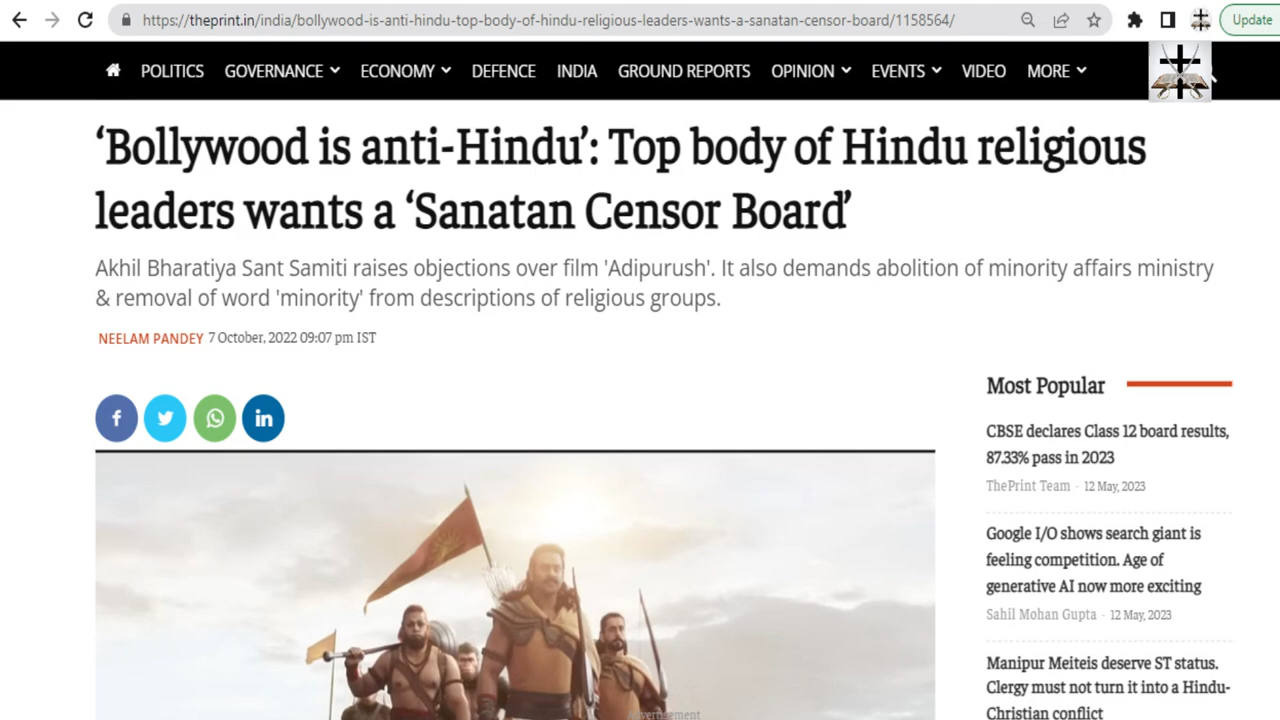 https://theprint.in/india/bollywood-is-anti-hindu-top-body-of-hindu-religious-leaders-wants-a-sanatan-censor-board/1158564/
Update
POLITICS GOVERNANCE ECONOMY DEFENCE INDIA GROUND REPORTS OPINION EVENTS VIDEO MORE
‘Bollywood is anti-Hindu’: Top body of Hindu religious
leaders wants a ‘Sanatan Censor Board’
Akhil Bharatiya Sant Samiti raises objections over film 'Adipurush'. It also demands abolition of minority affairs ministry
& removal of word 'minority' from descriptions of religious groups.
NEELAM PANDEY 7 October, 2022 09:07 pm IST
f in
Most Popular
CBSE declares Class 12 board results,
87.33% pass in 2023
ThePrint Team - 12 May, 2023
Google I/O shows search giant is
feeling competition. Age of
generative AI now more exciting
Sahil Mohan Gupta - 12 May, 2023
Manipur Meiteis deserve ST status.
Clergy must not turn it into a Hindu-
Christian conflict
Advertisement